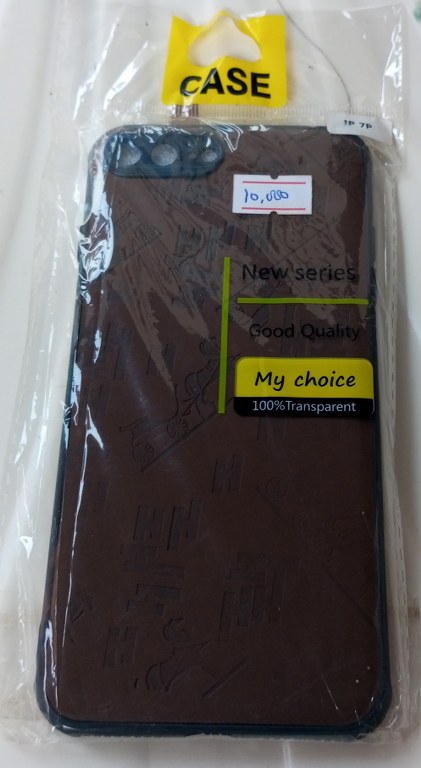 CASE
IP 7P
10,000
New series
Good Quality
My choice
100%Transparent